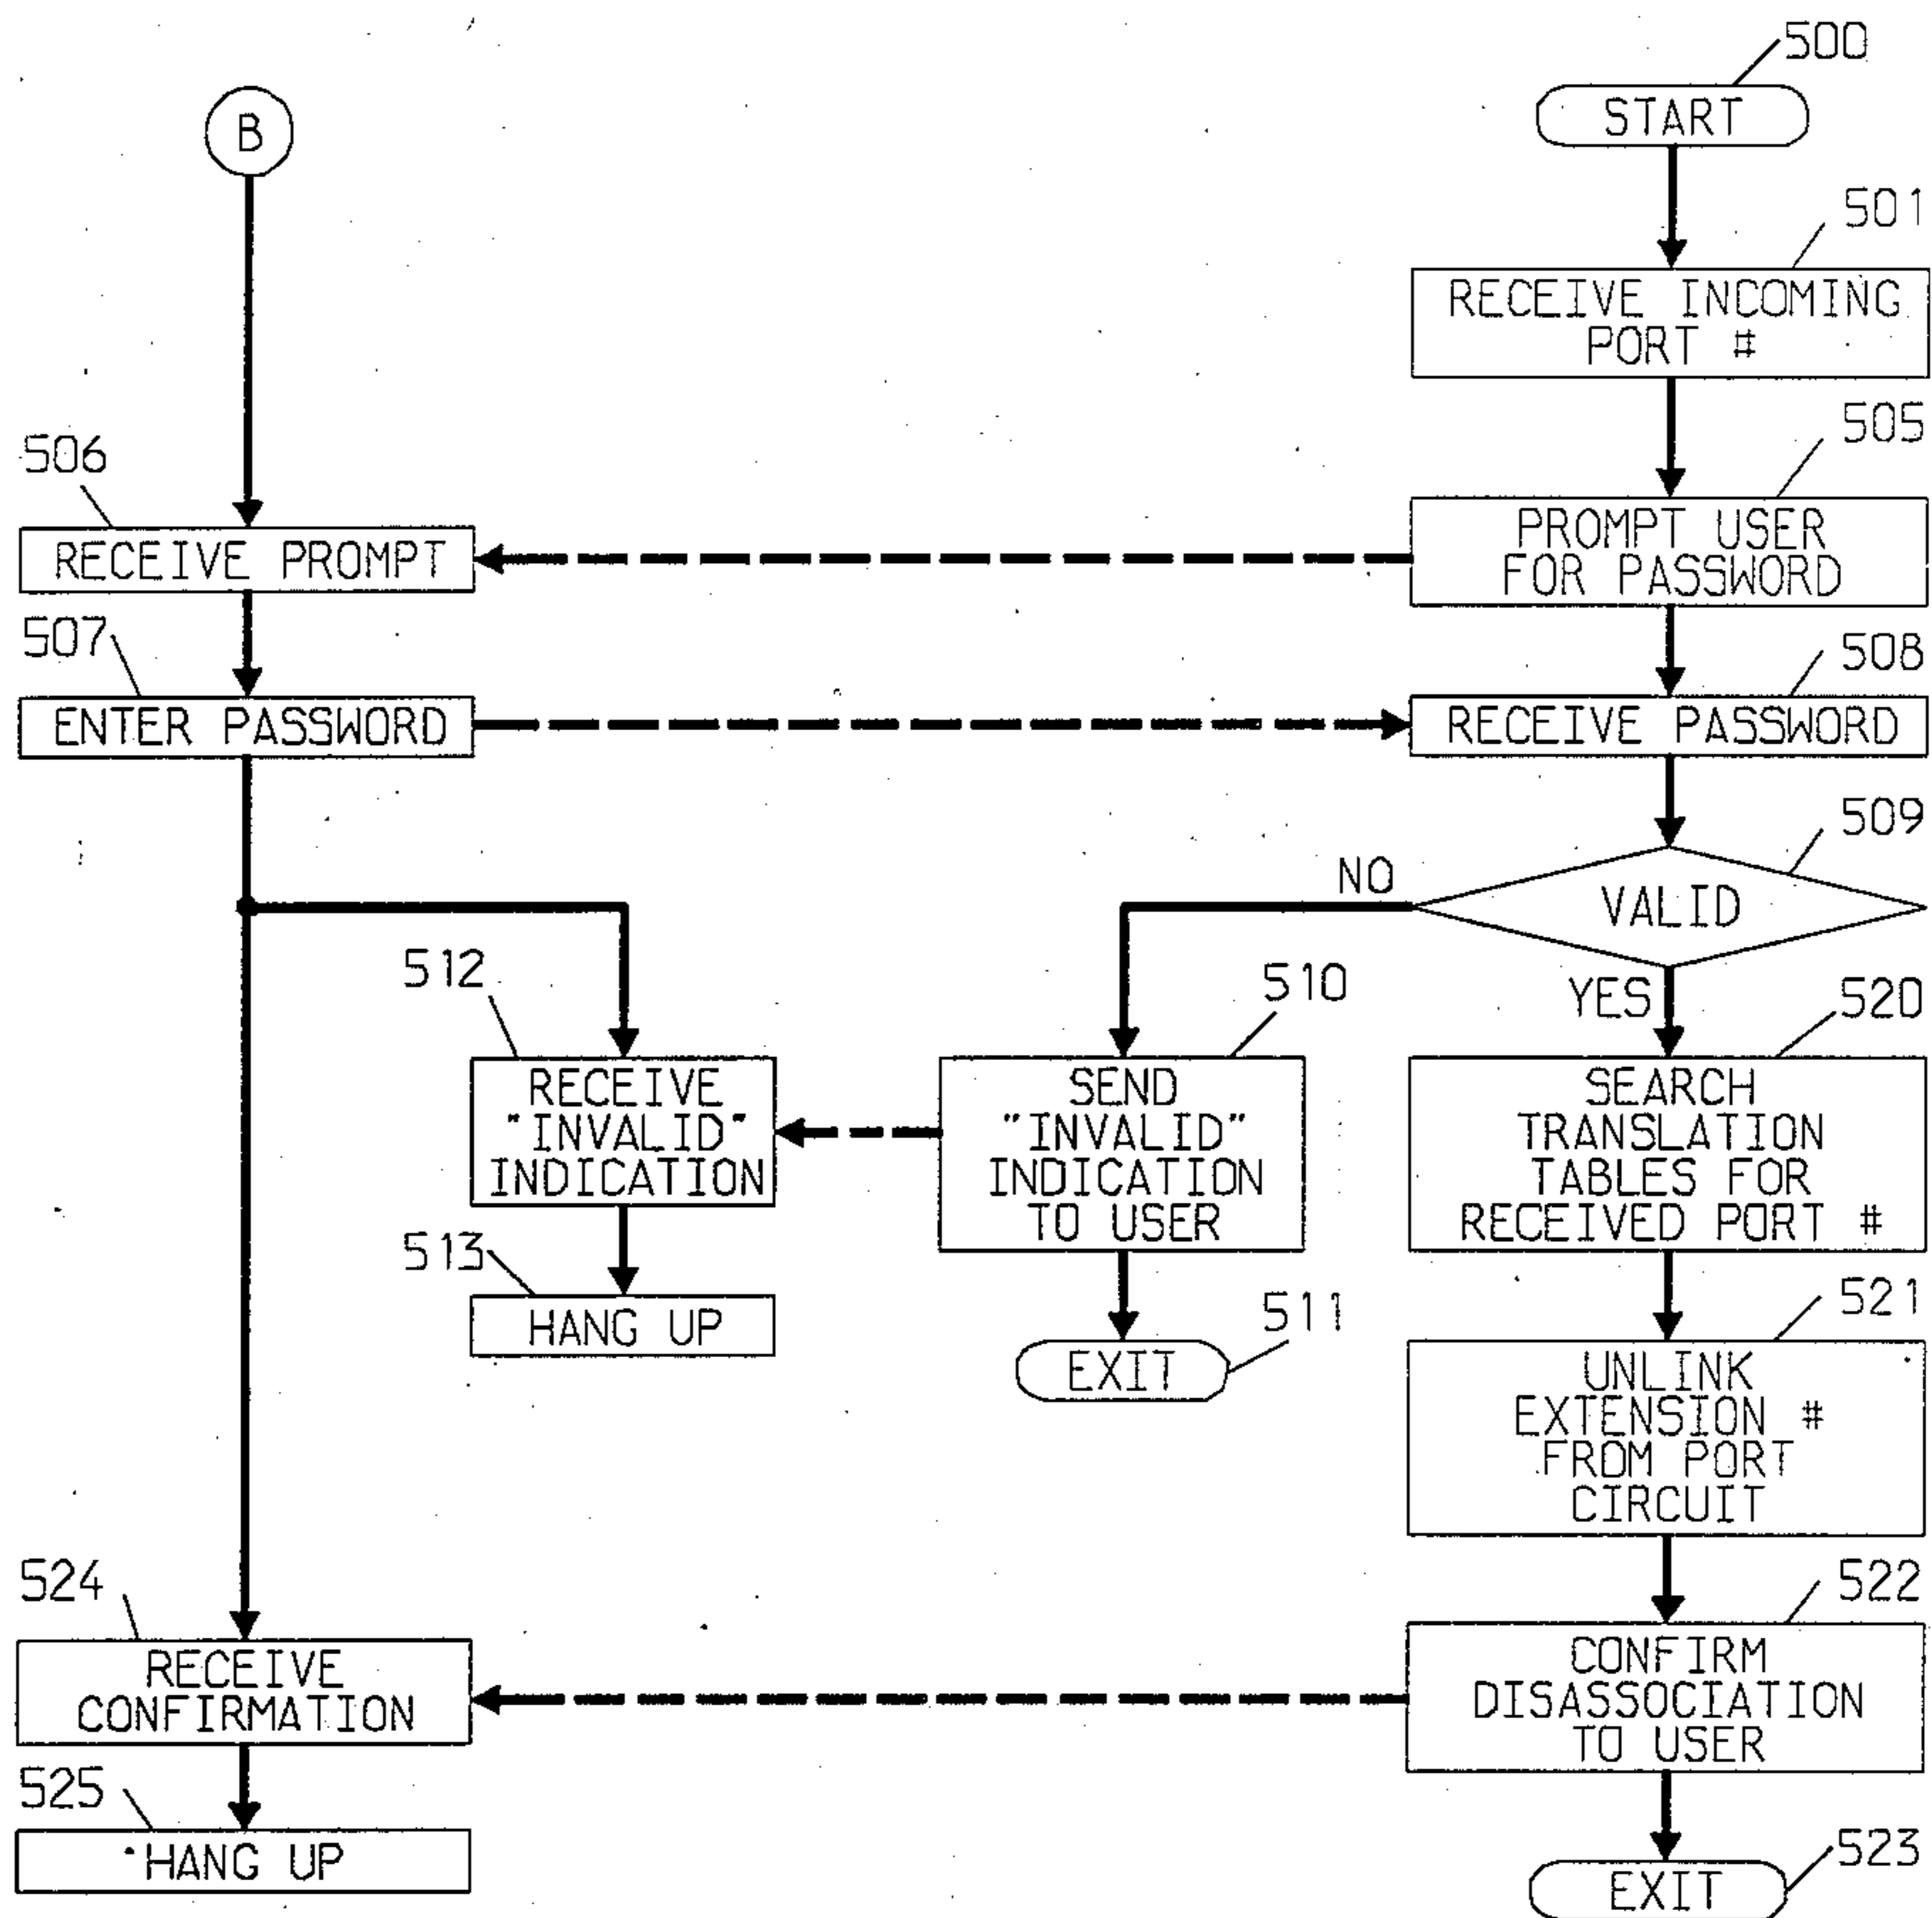 500
B
START
501
RECEIVE INCOMING
PORT #
505
506
PROMPT USER
FOR PASSWORD
RECEIVE PROMPT
507
508
ENTER PASSWORD
RECEIVE PASSWORD
509
NO
VALID
512
510
YES
520
RECEIVE
"INVALID"
INDICATION
SEND
"INVALID"
INDICATION
TO USER
SEARCH
TRANSLATION
TABLES FOR
RECEIVED PORT #
513
HANG UP
511
EXIT
521
UNLINK
EXTENSION #
FROM PORT
CIRCUIT
524
522
RECEIVE
CONFIRMATION
CONFIRM
DISASSOCIATION
TO USER
525
HANG UP
523
EXIT